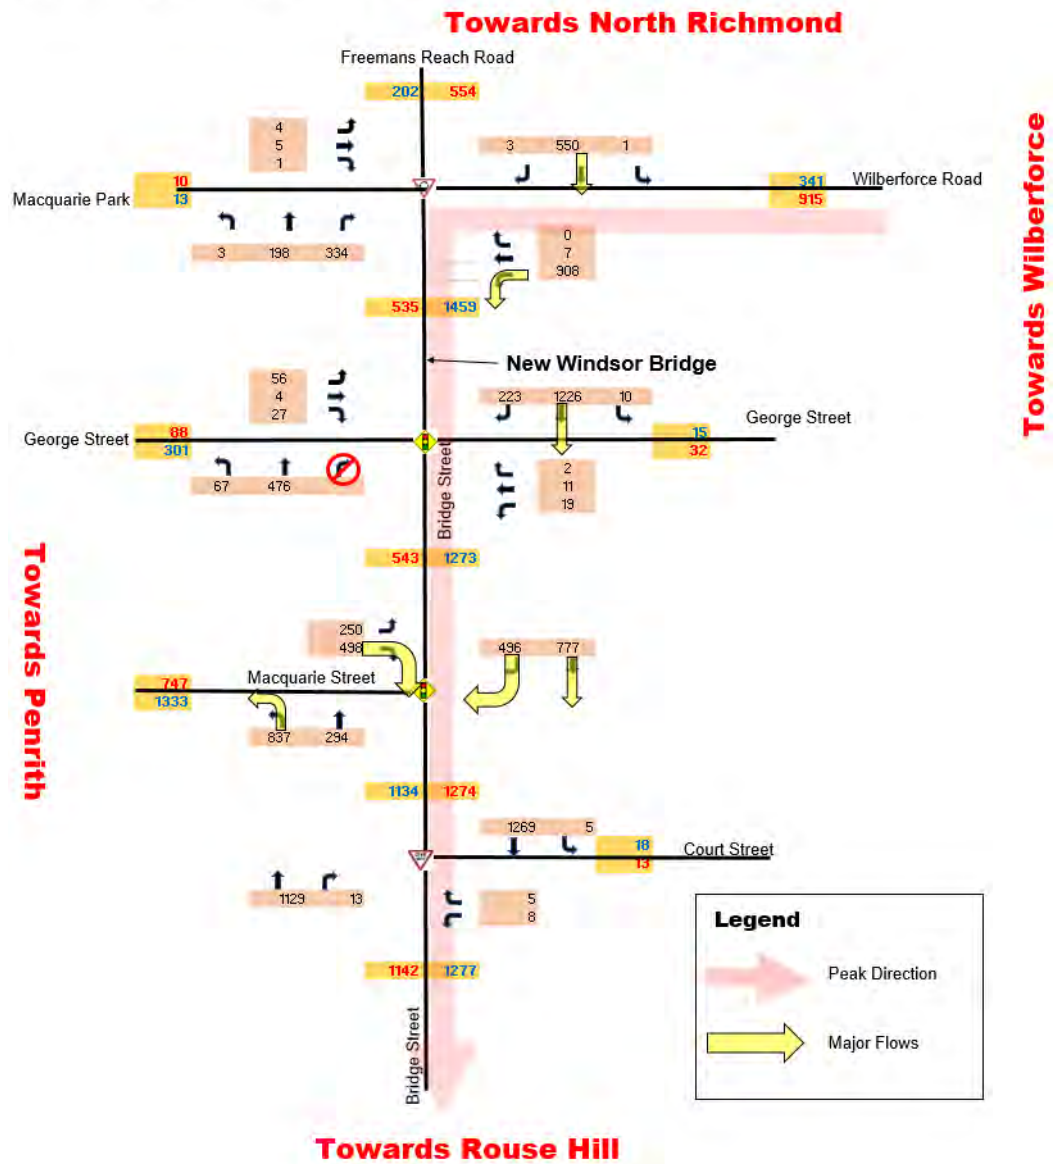 Towards North Richmond
Freemans Reach Road
202 554
4
5
1
3 550 1
Towards Wilberforce
10
13
Macquarie Park
341
915
Wilberforce Road
3 198 334
0
7
908
535 1459
New Windsor Bridge
56
4
27
223 1226 10
George Street
88
301
George Street
15
32
67 476
2
11
19
Bridge Street
543 1273
Towards Penrith
250
498
496 777
Macquarie Street
747
1333
837 294
1134 1274
1269 5
18
13
Court Street
1129 13
5
8
1142 1277
Bridge Street
Legend
Peak Direction
Major Flows
Towards Rouse Hill